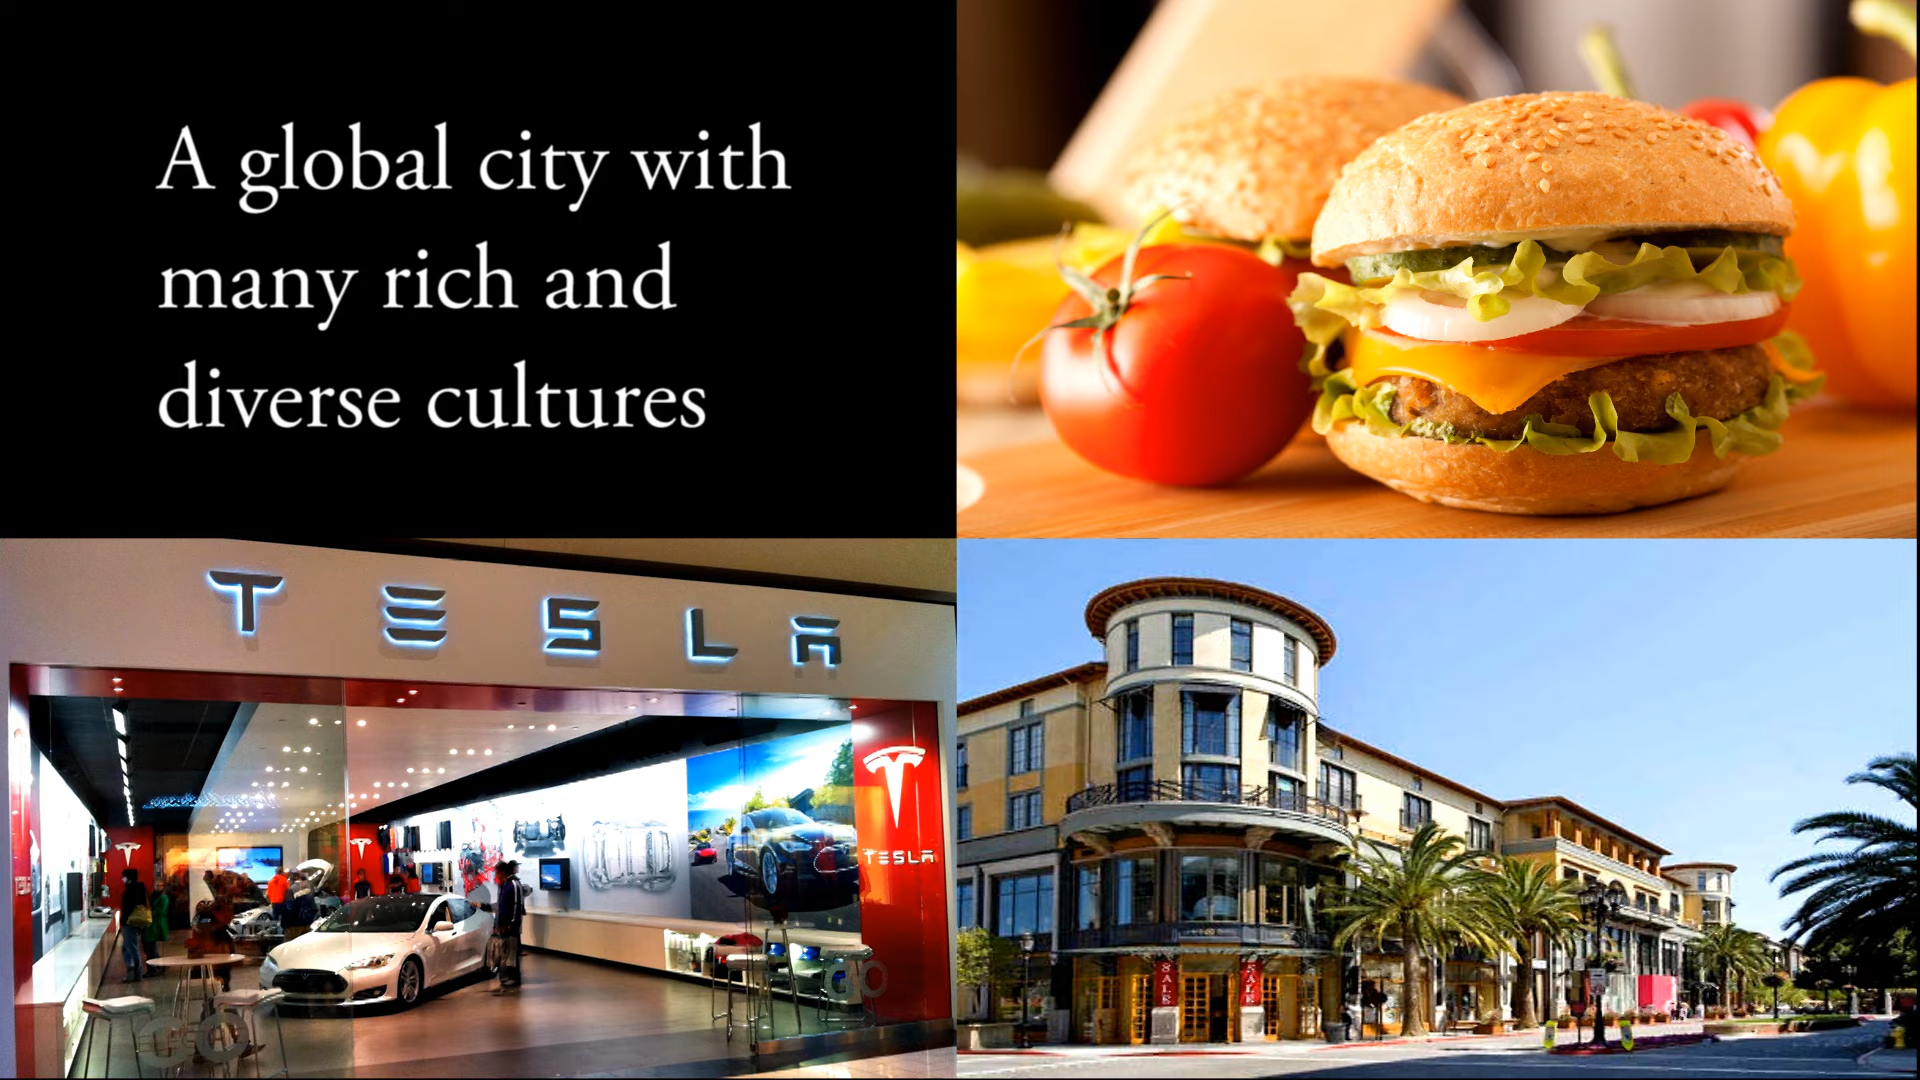 A global city with
many rich and
diverse cultures
TESLA
TESLA
SALE
SALE